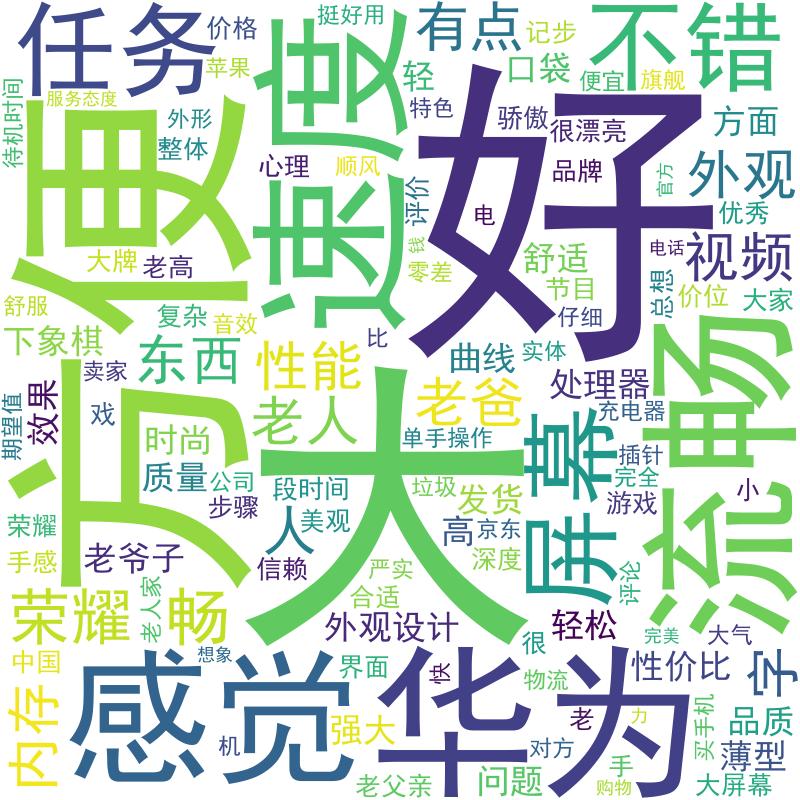 任务
价格
苹果
挺好用
有点
记步
不错
服务态度
待机时间
外形
整体
速度
轻
口袋
便宜
旗舰
特色
骄傲
很漂亮
方面
方便
心理
顺风
评价
好
品牌
官方
外观
优秀
电
钱
电话
大牌
老高
零差
舒适
视频
节目
总想
价位
大家
舒服
复杂
音效
仔细
下象棋
东西
比
曲线
实体
流畅
卖家
性能
老爸
处理器
期望值
效果
戏
老人
大
单手操作
屏幕
充电器
时尚
插针
质量
公司
段时间
垃圾
发货
完全
游戏
小
步骤
人
美观
高
京东
荣耀
手感
老爷子
信赖
严实
深度
评论
老人家
合适
荣耀
畅
外观设计
很
轻松
完美
大气
中国
感觉
想象
界面
快
华为
物流
性价比
字
内存
强大
老
力
买手机
品质
机
对方
手
薄型
老父亲
问题
购物
大屏幕